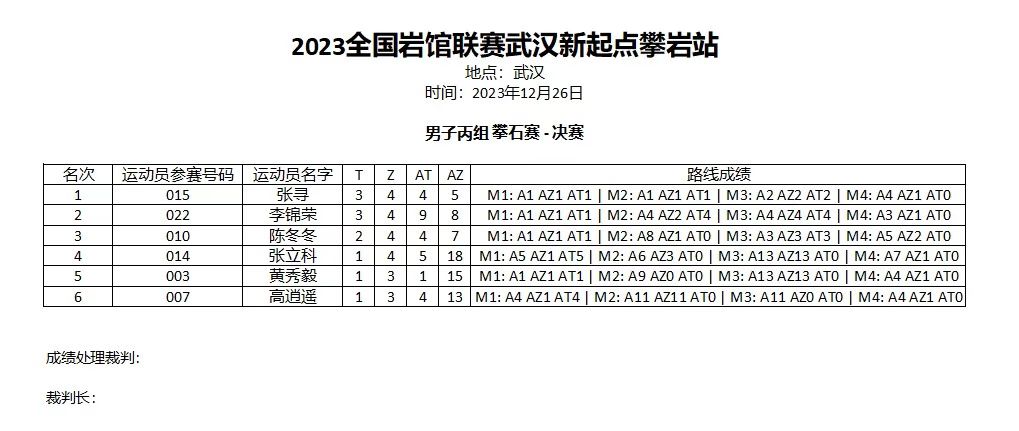 2023全国岩馆联赛武汉新起点攀岩站
地点：武汉
时间：2023年12月26日
男子丙组 攀石赛 - 决赛
名次 运动员参赛号码 运动员名字 T Z AT AZ 路线成绩
1 015 张寻 3 4 4 5 M1: A1 AZ1 AT1 | M2: A1 AZ1 AT1 | M3: A2 AZ2 AT2 | M4: A4 AZ1 AT0
2 022 李锦荣 3 4 9 8 M1: A1 AZ1 AT1 | M2: A4 AZ2 AT4 | M3: A4 AZ4 AT4 | M4: A3 AZ1 AT0
3 010 陈冬冬 2 4 4 7 M1: A1 AZ1 AT1 | M2: A8 AZ1 AT0 | M3: A3 AZ3 AT3 | M4: A5 AZ2 AT0
4 014 张立科 1 4 5 18 M1: A5 AZ1 AT5 | M2: A6 AZ3 AT0 | M3: A13 AZ13 AT0 | M4: A7 AZ1 AT0
5 003 黄秀毅 1 3 1 15 M1: A1 AZ1 AT1 | M2: A9 AZ0 AT0 | M3: A13 AZ13 AT0 | M4: A4 AZ1 AT0
6 007 高逍遥 1 3 4 13 M1: A4 AZ1 AT4 | M2: A11 AZ11 AT0 | M3: A11 AZ0 AT0 | M4: A4 AZ1 AT0
成绩处理裁判：
裁判长：